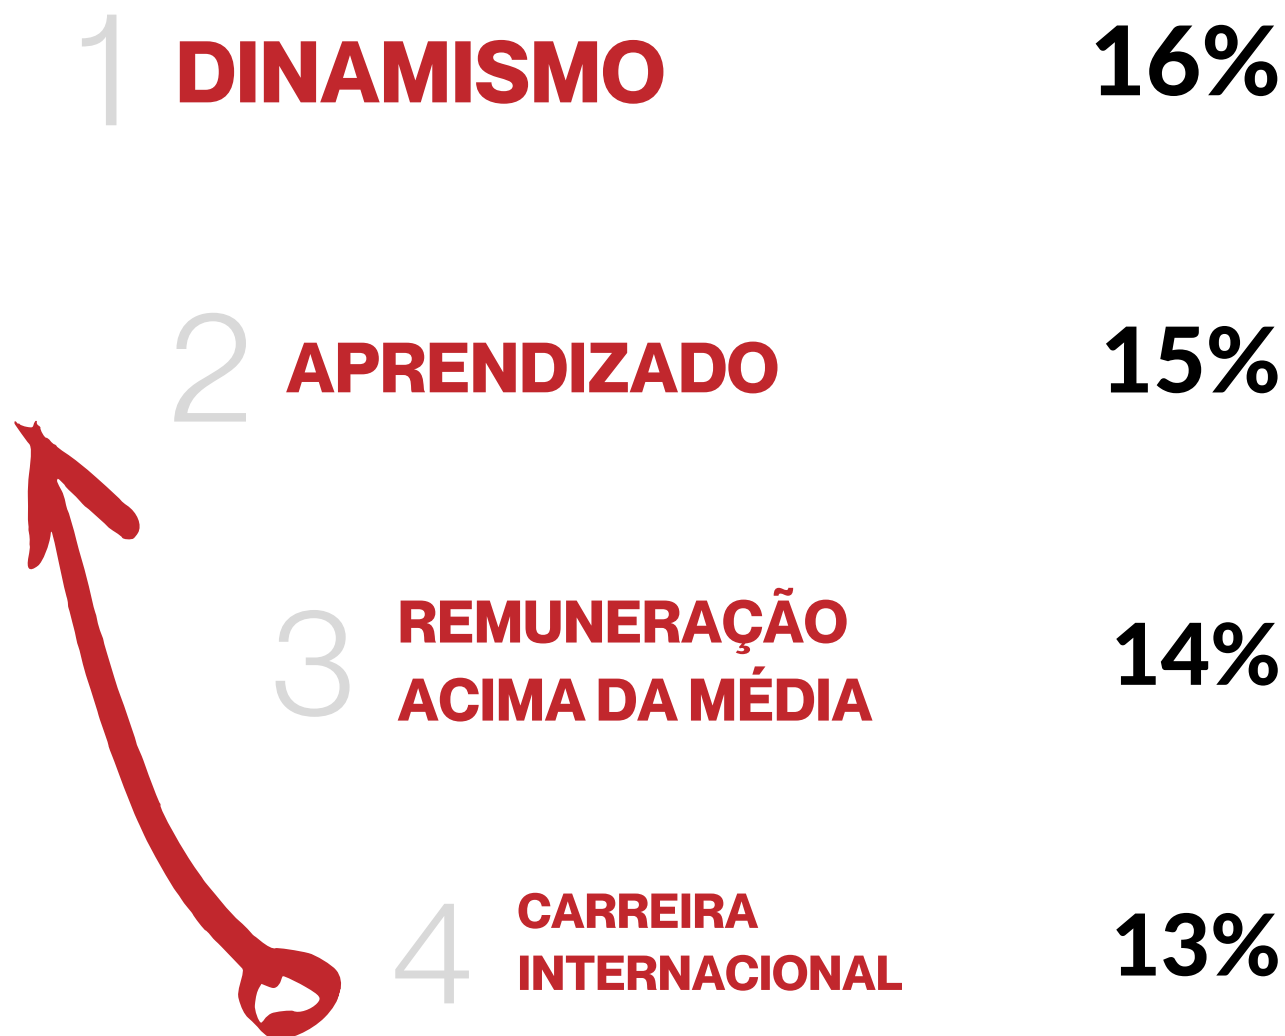 1 DINAMISMO 16%
2 APRENDIZADO 15%
3 REMUNERAÇÃO
ACIMA DA MÉDIA 14%
4 CARREIRA
INTERNACIONAL 13%